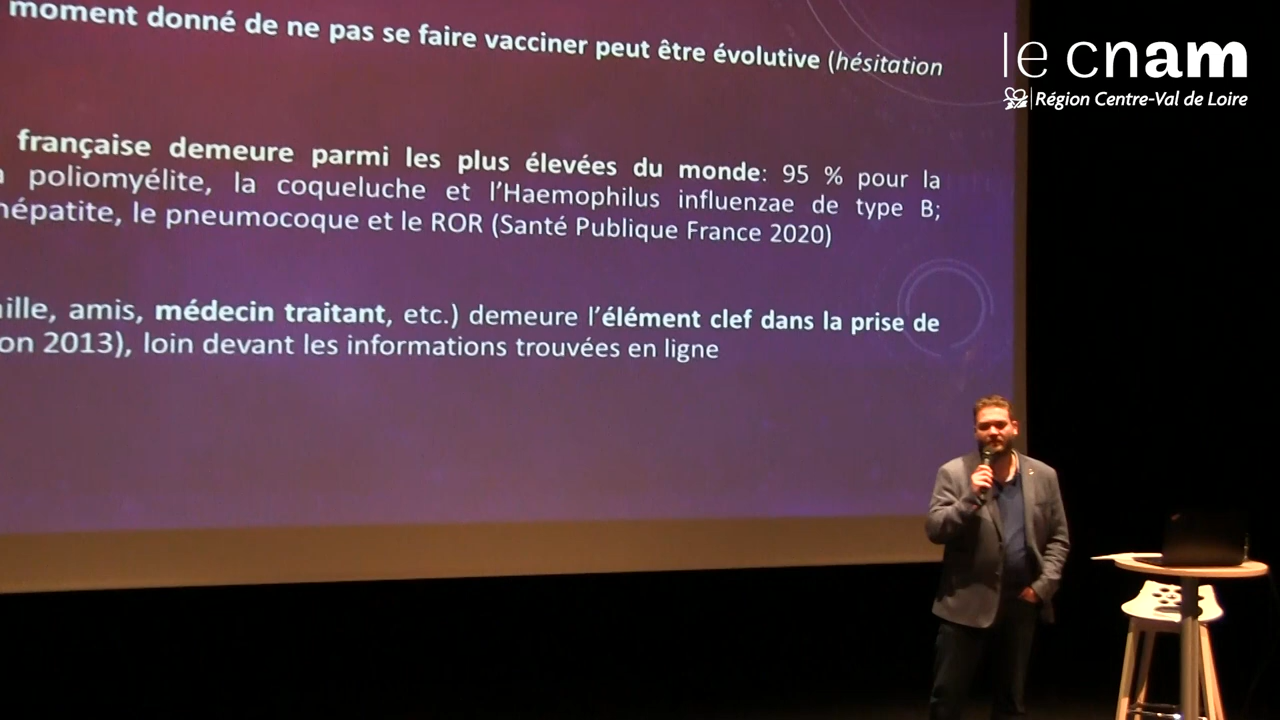 moment donné de ne pas se faire vacciner peut être évolutive (hésitation
française demeure parmi les plus élevées du monde: 95 % pour la
poliomyélite, la coqueluche et l'Haemophilus influenzae de type B;
hépatite, le pneumocoque et le ROR (Santé Publique France 2020)
amis, médecin traitant, etc.) demeure l'élément clef dans la prise de
2013), loin devant les informations trouvées en ligne
le cnam
Région Centre-Val de Loire